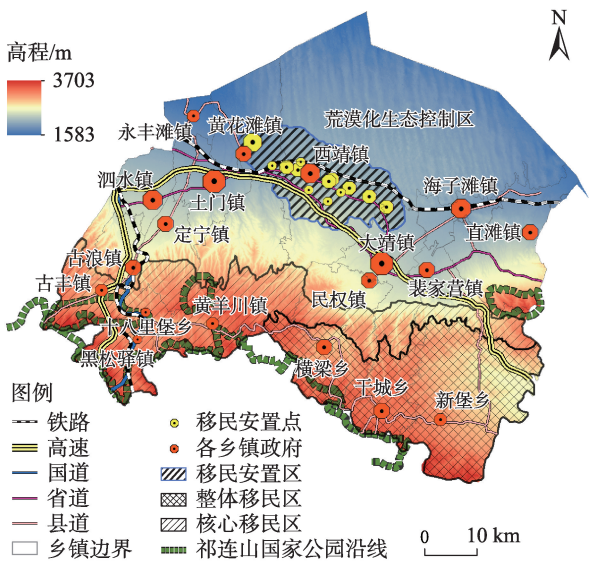 N
高程/m
3703
1583
永丰滩镇
黄花滩镇
荒漠化生态控制区
西靖镇
泗水镇
土门镇
海子滩镇
定宁镇
直滩镇
大靖镇
古浪镇
古丰镇
民权镇
裴家营镇
黄羊川镇
十八里堡乡
黑松驿镇
横梁乡
干城乡
新堡乡
图例
铁路
高速
国道
省道
县道
乡镇边界
移民安置点
各乡镇政府
移民安置区
整体移民区
核心移民区
祁连山国家公园沿线
0 10 km